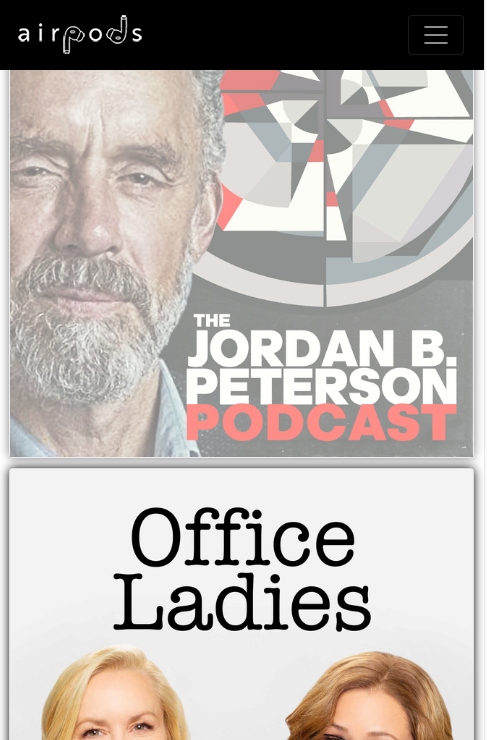 airpods
THE
JORDAN B.
PETERSON
PODCAST
Office
Ladies